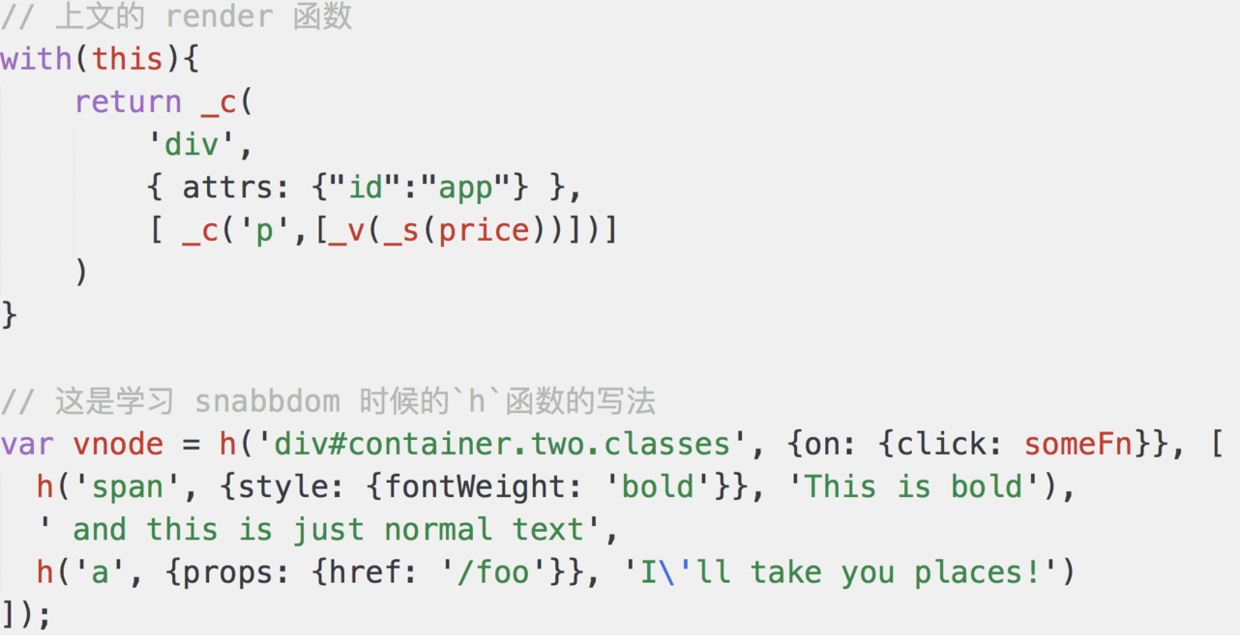 // 上文的 render 函数
with(this){
    return _c(
        'div',
        { attrs: {"id":"app"} },
        [ _c('p',[_v(_s(price))])]
    )
}
// 这是学习 snabbdom 时候的`h`函数的写法
var vnode = h('div#container.two.classes', {on: {click: someFn}}, [
  h('span', {style: {fontWeight: 'bold'}}, 'This is bold'),
  ' and this is just normal text',
  h('a', {props: {href: '/foo'}}, 'I\'ll take you places!')
]);